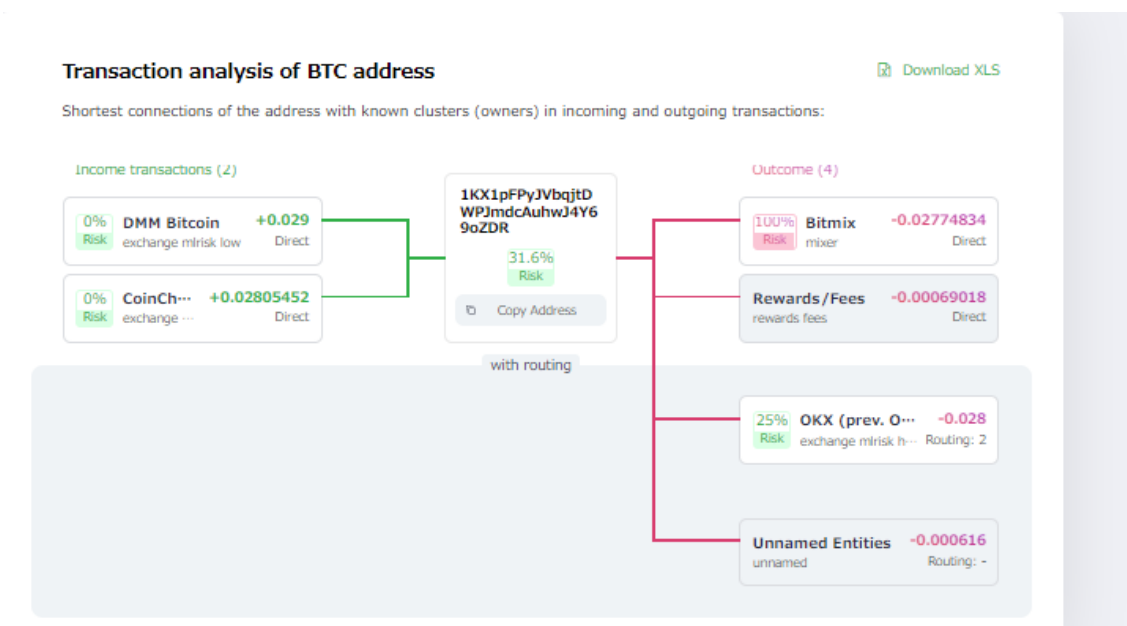 Transaction analysis of BTC address
Download XLS
Shortest connections of the address with known clusters (owners) in incoming and outgoing transactions:
Income transactions (2)
0%
Risk
DMM Bitcoin
+0.029
exchange mlrisk low
Direct
0%
Risk
CoinCh···
+0.02805452
exchange ···
Direct
1KX1pFPyJVbqjtD
WPJmdcAuhwJ4Y6
9oZDR
31.6%
Risk
Copy Address
with routing
Outcome (4)
100%
Risk
Bitmix
-0.02774834
mixer
Direct
Rewards/Fees
-0.00069018
rewards fees
Direct
25%
Risk
OKX (prev. O···
-0.028
exchange mlrisk h···
Routing: 2
Unnamed Entities
-0.000616
unnamed
Routing: -